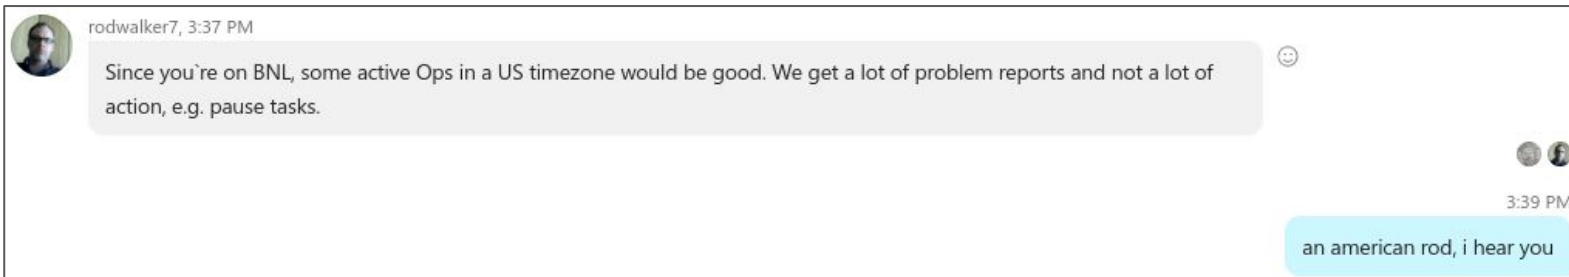 rodwalker7, 3:37 PM
Since you`re on BNL, some active Ops in a US timezone would be good. We get a lot of problem reports and not a lot of
action, e.g. pause tasks.
3:39 PM
an american rod, i hear you